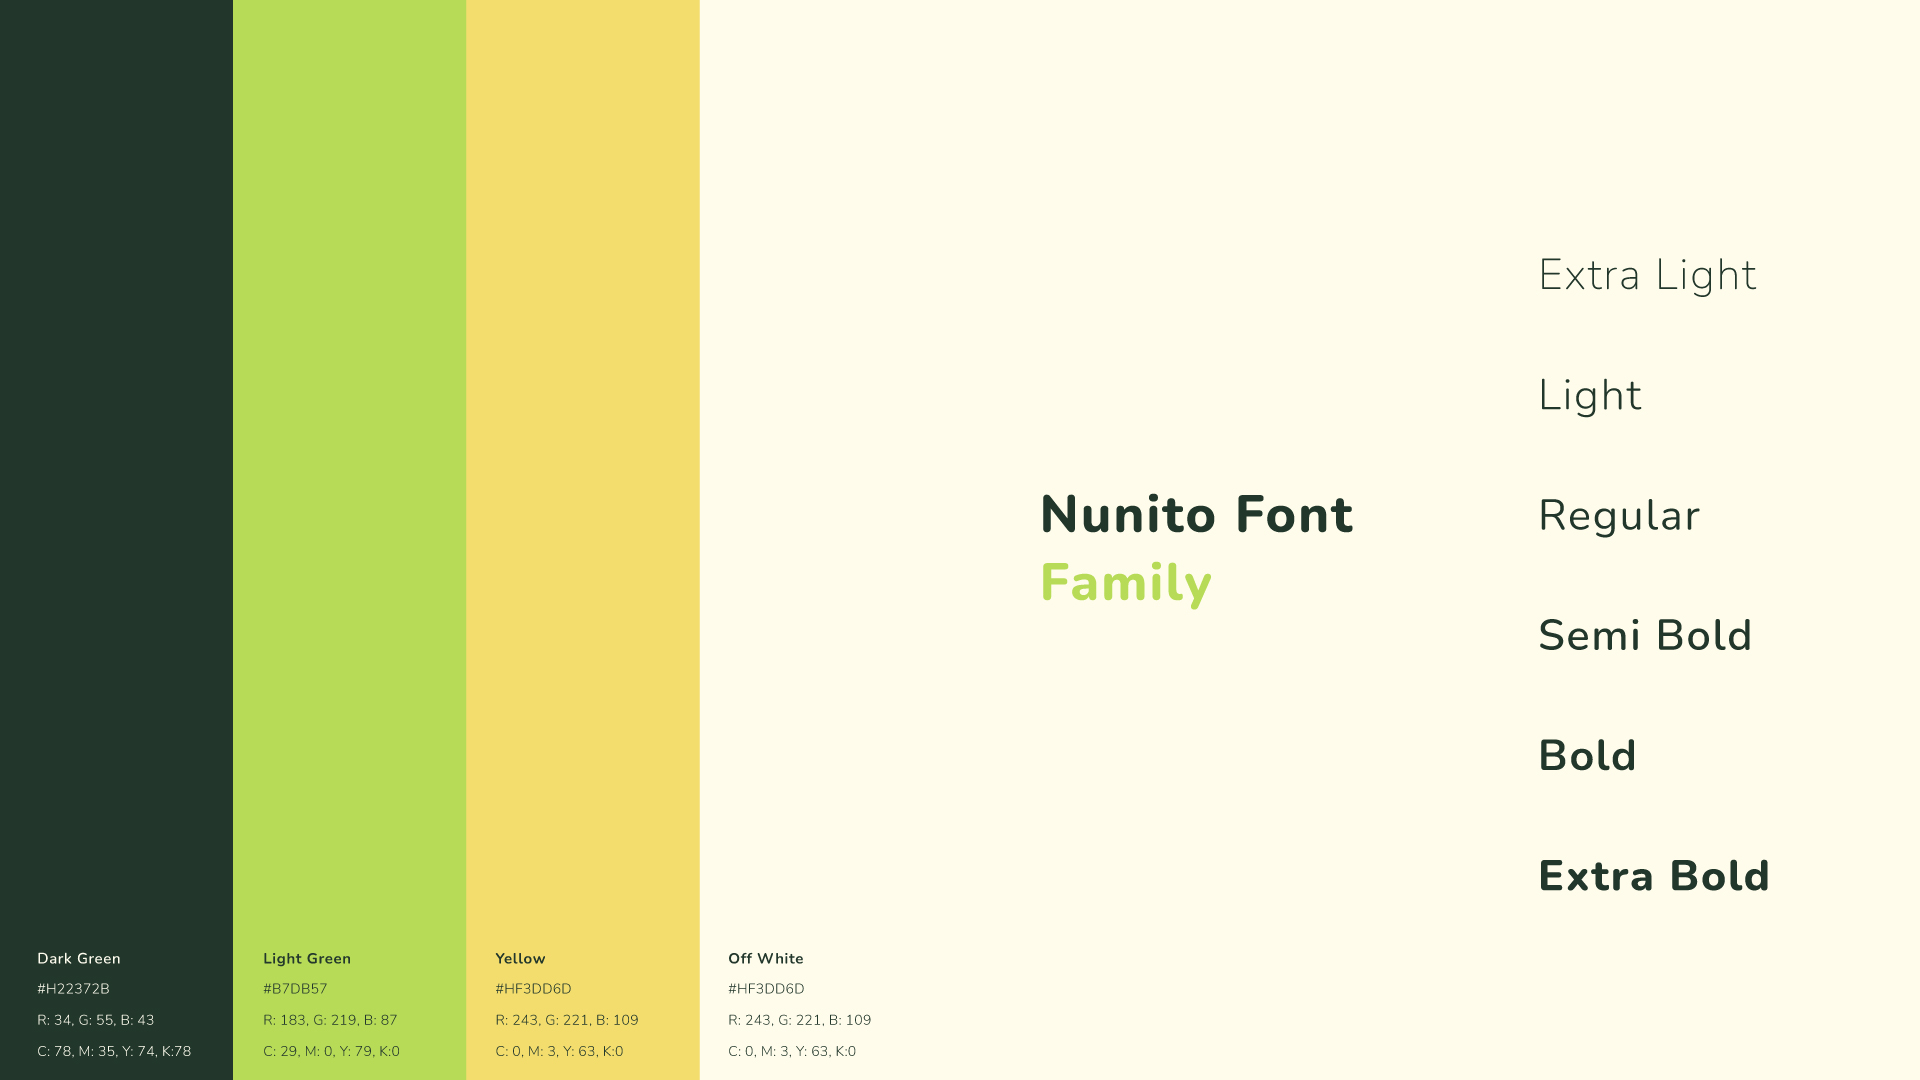 Nunito Font
Family
Extra Light
Light
Regular
Semi Bold
Bold
Extra Bold
Dark Green
#H22372B
R: 34, G: 55, B: 43
C: 78, M: 35, Y: 74, K:78
Light Green
#B7DB57
R: 183, G: 219, B: 87
C: 29, M: 0, Y: 79, K:0
Yellow
#HF3DD6D
R: 243, G: 221, B: 109
C: 0, M: 3, Y: 63, K:0
Off White
#HF3DD6D
R: 243, G: 221, B: 109
C: 0, M: 3, Y: 63, K:0